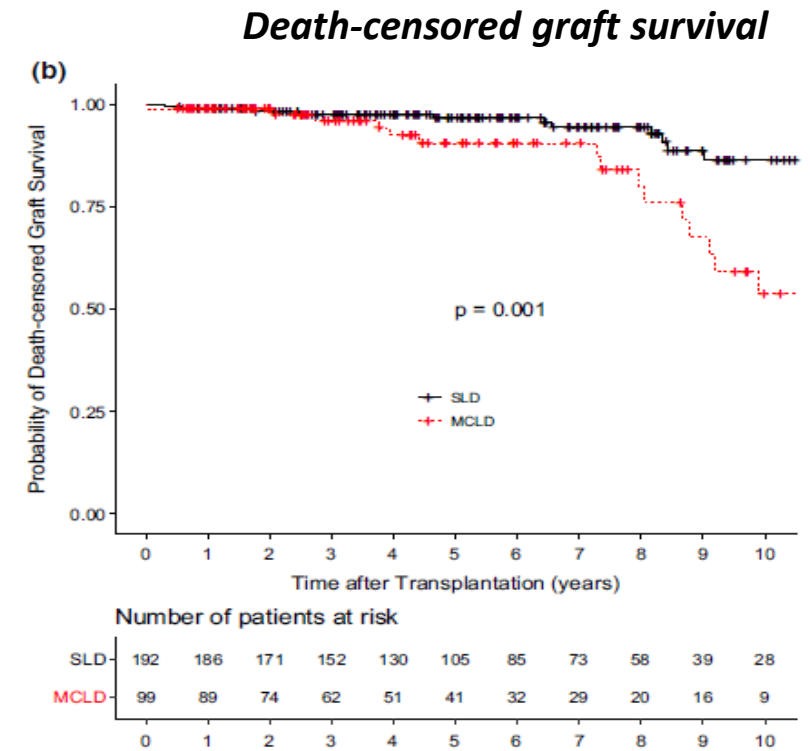 Death-censored graft survival
(b)
Probability of Death-censored Graft Survival
1.00
0.75
0.50
0.25
0.00
p = 0.001
SLD
MCLD
0 1 2 3 4 5 6 7 8 9 10
Time after Transplantation (years)
Number of patients at risk
SLD 192 186 171 152 130 105 85 73 58 39 28
MCLD 99 89 74 62 51 41 32 29 20 16 9
0 1 2 3 4 5 6 7 8 9 10